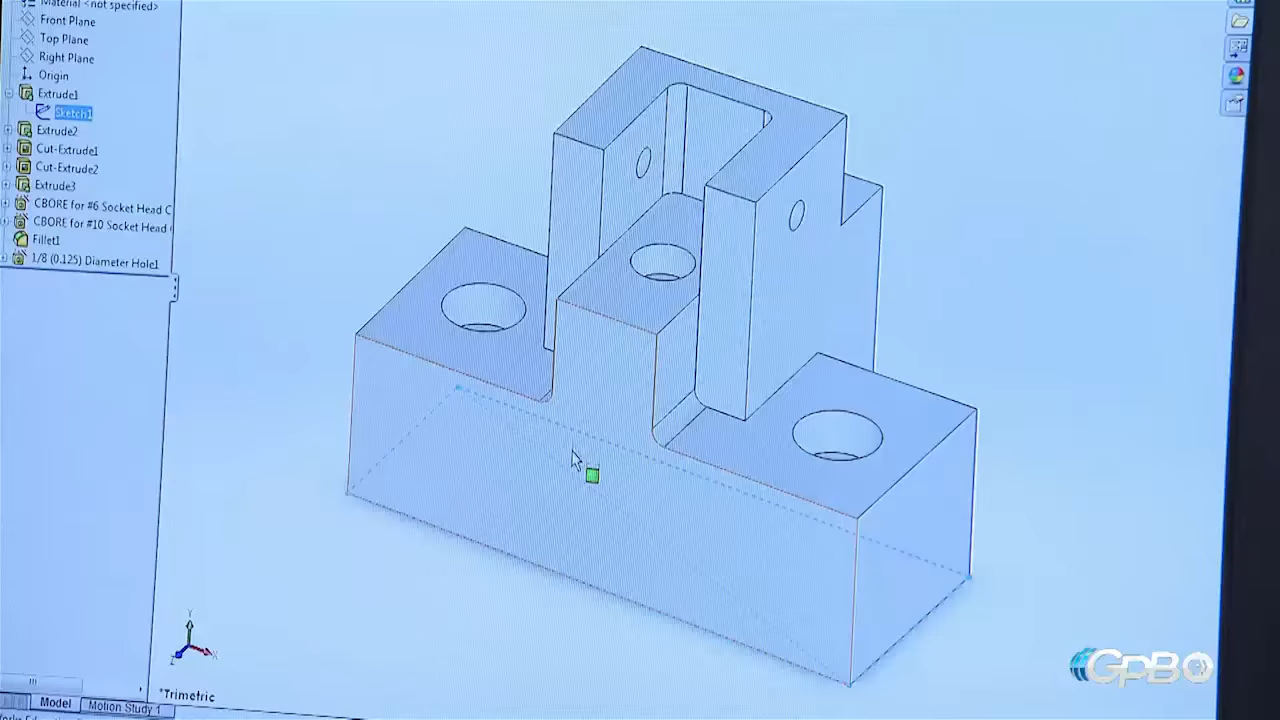 Material <not specified>
Front Plane
Top Plane
Right Plane
Origin
Extrude1
Sketch1
Extrude2
Cut-Extrude1
Cut-Extrude2
Extrude3
CBORE for #6 Socket Head C
CBORE for #10 Socket Head
Fillet1
1/8 (0.125) Diameter Hole1
Y
X
Z
*Trimetric
Model
Motion Study 1
GPB